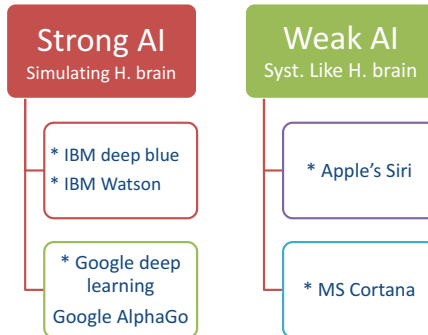 Strong AI
Simulating H. brain
* IBM deep blue
* IBM Watson
* Google deep
learning
Google AlphaGo
Weak AI
Syst. Like H. brain
* Apple's Siri
* MS Cortana